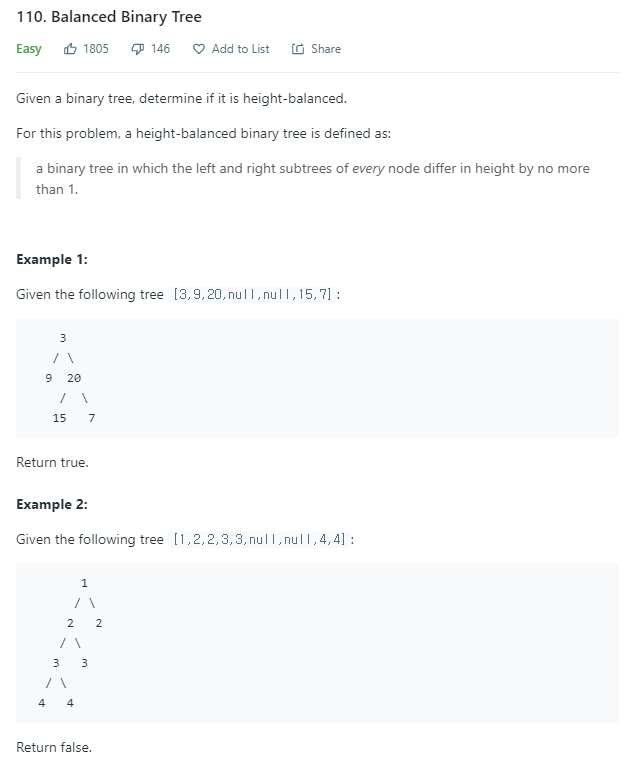 110. Balanced Binary Tree
Easy 1805 146 Add to List Share
Given a binary tree, determine if it is height-balanced.
For this problem, a height-balanced binary tree is defined as:
a binary tree in which the left and right subtrees of every node differ in height by no more
than 1.
Example 1:
Given the following tree [3,9,20,null,null,15,7]:
3
/ \
9 20
/ \
15 7
Return true.
Example 2:
Given the following tree [1,2,2,3,3,null,null,4,4]:
1
/ \
2 2
/ \
3 3
/ \
4 4
Return false.